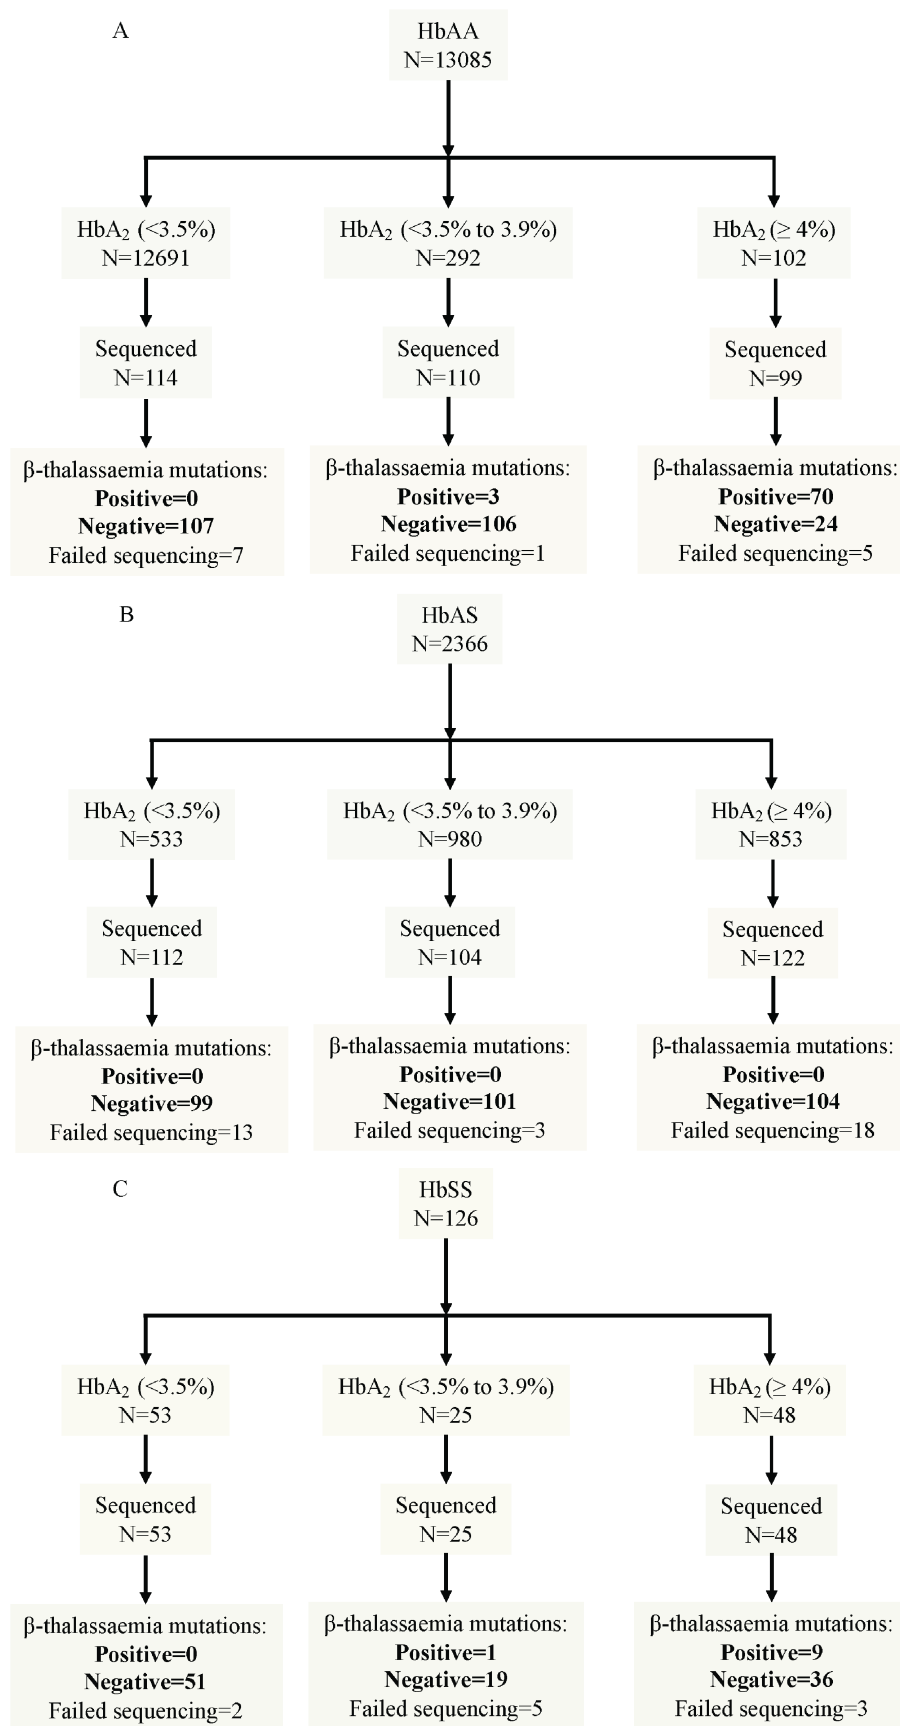 A
HbAA
N=13085
HbA₂ (<3.5%)
N=12691
HbA₂ (<3.5% to 3.9%)
N=292
HbA₂ (≥ 4%)
N=102
Sequenced
N=114
Sequenced
N=110
Sequenced
N=99
β-thalassaemia mutations:
Positive=0
Negative=107
Failed sequencing=7
β-thalassaemia mutations:
Positive=3
Negative=106
Failed sequencing=1
β-thalassaemia mutations:
Positive=70
Negative=24
Failed sequencing=5
B
HbAS
N=2366
HbA₂ (<3.5%)
N=533
HbA₂ (<3.5% to 3.9%)
N=980
HbA₂ (≥ 4%)
N=853
Sequenced
N=112
Sequenced
N=104
Sequenced
N=122
β-thalassaemia mutations:
Positive=0
Negative=99
Failed sequencing=13
β-thalassaemia mutations:
Positive=0
Negative=101
Failed sequencing=3
β-thalassaemia mutations:
Positive=0
Negative=104
Failed sequencing=18
C
HbSS
N=126
HbA₂ (<3.5%)
N=53
HbA₂ (<3.5% to 3.9%)
N=25
HbA₂ (≥ 4%)
N=48
Sequenced
N=53
Sequenced
N=25
Sequenced
N=48
β-thalassaemia mutations:
Positive=0
Negative=51
Failed sequencing=2
β-thalassaemia mutations:
Positive=1
Negative=19
Failed sequencing=5
β-thalassaemia mutations:
Positive=9
Negative=36
Failed sequencing=3